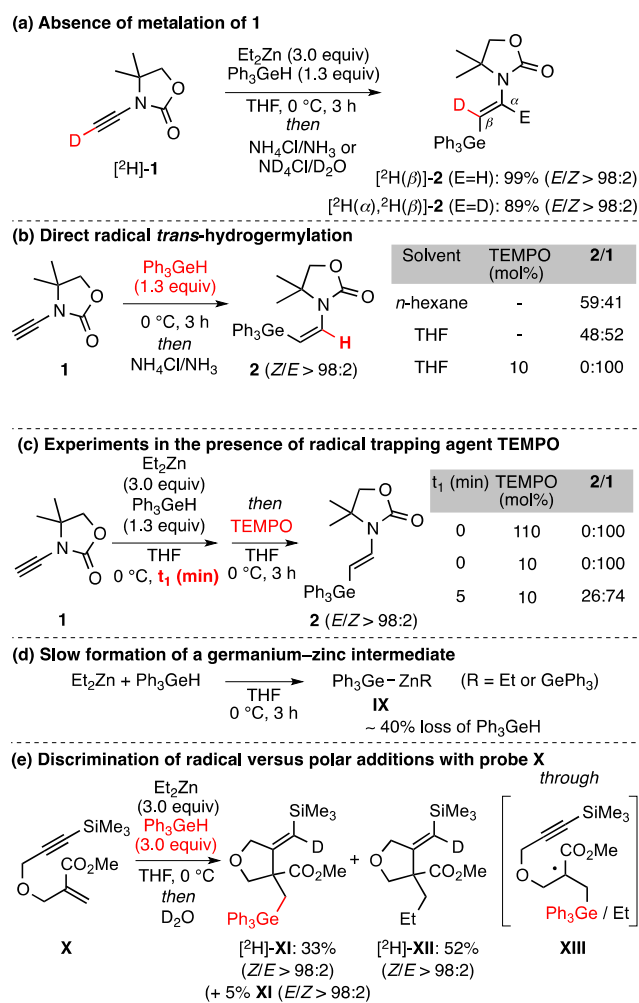 (a) Absence of metalation of 1
D
N
O
O
[²H]-1
Et₂Zn (3.0 equiv)
Ph₃GeH (1.3 equiv)
THF, 0 °C, 3 h
then
NH₄Cl/NH₃ or
ND₄Cl/D₂O
O
N
O
D
α
β
E
Ph₃Ge
[²H(β)]-2 (E=H): 99% (E/Z > 98:2)
[²H(α),²H(β)]-2 (E=D): 89% (E/Z > 98:2)
(b) Direct radical trans-hydrogermylation
N
O
O
1
Ph₃GeH
(1.3 equiv)
0 °C, 3 h
then
NH₄Cl/NH₃
O
N
O
Ph₃Ge
H
2 (Z/E > 98:2)
Solvent TEMPO (mol%) 2/1
n-hexane - 59:41
THF - 48:52
THF 10 0:100
(c) Experiments in the presence of radical trapping agent TEMPO
N
O
O
1
Et₂Zn
(3.0 equiv)
Ph₃GeH
(1.3 equiv)
THF
0 °C, t₁ (min)
then
TEMPO
THF
0 °C, 3 h
O
N
O
Ph₃Ge
2 (E/Z > 98:2)
t₁ (min) TEMPO (mol%) 2/1
0 110 0:100
0 10 0:100
5 10 26:74
(d) Slow formation of a germanium–zinc intermediate
Et₂Zn + Ph₃GeH
THF
0 °C, 3 h
Ph₃Ge–ZnR (R = Et or GePh₃)
IX
~ 40% loss of Ph₃GeH
(e) Discrimination of radical versus polar additions with probe X
SiMe₃
CO₂Me
O
X
Et₂Zn
(3.0 equiv)
Ph₃GeH
(3.0 equiv)
THF, 0 °C
then
D₂O
SiMe₃
D
O
CO₂Me
Ph₃Ge
[²H]-XI: 33%
(Z/E > 98:2)
(+ 5% XI (E/Z > 98:2)
+
SiMe₃
D
O
CO₂Me
Et
[²H]-XII: 52%
(Z/E > 98:2)
through
SiMe₃
CO₂Me
O
Ph₃Ge / Et
XIII